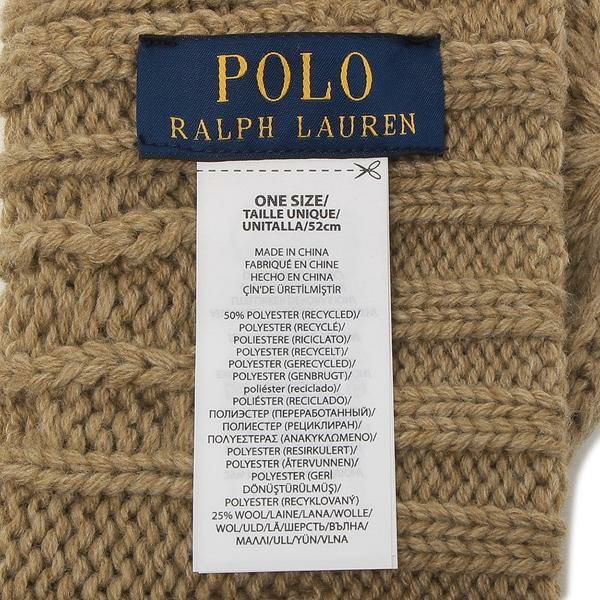 POLO
RALPH LAUREN
ONE SIZE/
TAILLE UNIQUE/
UNITALLA/52cm
MADE IN CHINA
FABRIQUÉ EN CHINE
HECHO EN CHINA
ÇIN'DE ÜRETİLMİŞTİR
50% POLYESTER (RECYCLED)/
POLYESTER (RECYCLÉ)/
POLIESTERE (RICICLATO)/
POLYESTER (RECYCELT)/
POLYESTER (GERECYCLED)/
POLYESTER (GENBRUGT)/
poliéster (reciclado)/
POLIÉSTER (RECICLADO)/
ПОЛИЭСТЕР (ПЕРЕРАБОТАННЫЙ)/
ПОЛИЕСТЕР (РЕЦИКЛИРАН)/
ΠΟΛΥΕΣΤΕΡΑΣ (ΑΝΑΚΥΚΛΩΜΕΝΟ)/
POLYESTER (RESIRKULERT)/
POLYESTER (ÅTERVUNNEN)/
POLYESTER (GERİ
DÖNÜŞTÜRÜLMÜŞ)/
POLYESTER (RECYKLOVANÝ)
25% WOOL/LAINE/LANA/WOLLE/
WOL/ULD/LÃ/ШЕРСТЬ/ВЪЛНА/
ΜΑΛΛΙ/ULL/YÜN/VLNA